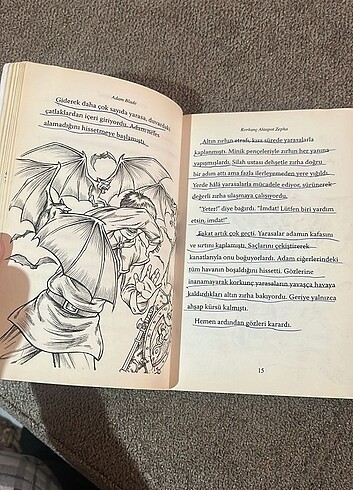 Adam Blade
Giderek daha çok sayıda yarasa, duvardaki
çatlaklardan içeri giriyordu. Adam nefes
alamadığını hissetmeye başlamıştı.
Korkunç Ahtapot Zepha
Altın zırhın etrafı, kısa sürede yarasalarla
kaplanmıştı. Minik pençeleriyle zırhın her yanına
yapışmışlardı. Silah ustası dehşetle zırha doğru
bir adım attı ama fazla ilerleyemeden yere yığıldı.
Yerde hâlâ yarasalarla mücadele ediyor, sürünerek
değerli zırha ulaşmaya çalışıyordu.
"Yeter!" diye bağırdı. "İmdat! Lütfen biri yardım
etsin, imdat!"
Fakat artık çok geçti. Yarasalar adamın kafasını
ve sırtını kaplamıştı. Saçlarını çekiştirerek
kanatlarıyla onu boğuyorlardı. Adam ciğerlerindeki
tüm havanın boşaldığını hissetti. Gözlerine
inanamayarak korkunç yarasaların yavaşça havaya
kaldırdıkları altın zırha bakıyordu. Geriye yalnızca
ahşap kürsü kalmıştı.
Hemen ardından gözleri karardı.
15